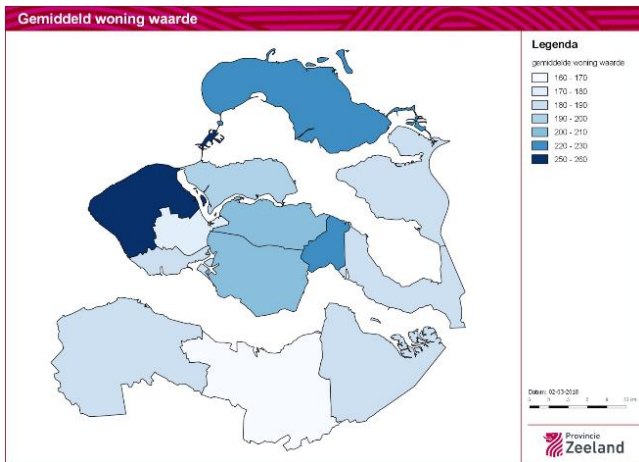 Gemiddeld woning waarde
Legenda
gemiddelde woning waarde
160 - 170
170 - 180
180 - 190
190 - 200
200 - 210
220 - 230
250 - 260
Datum: 02-03-2018
Provincie
Zeeland